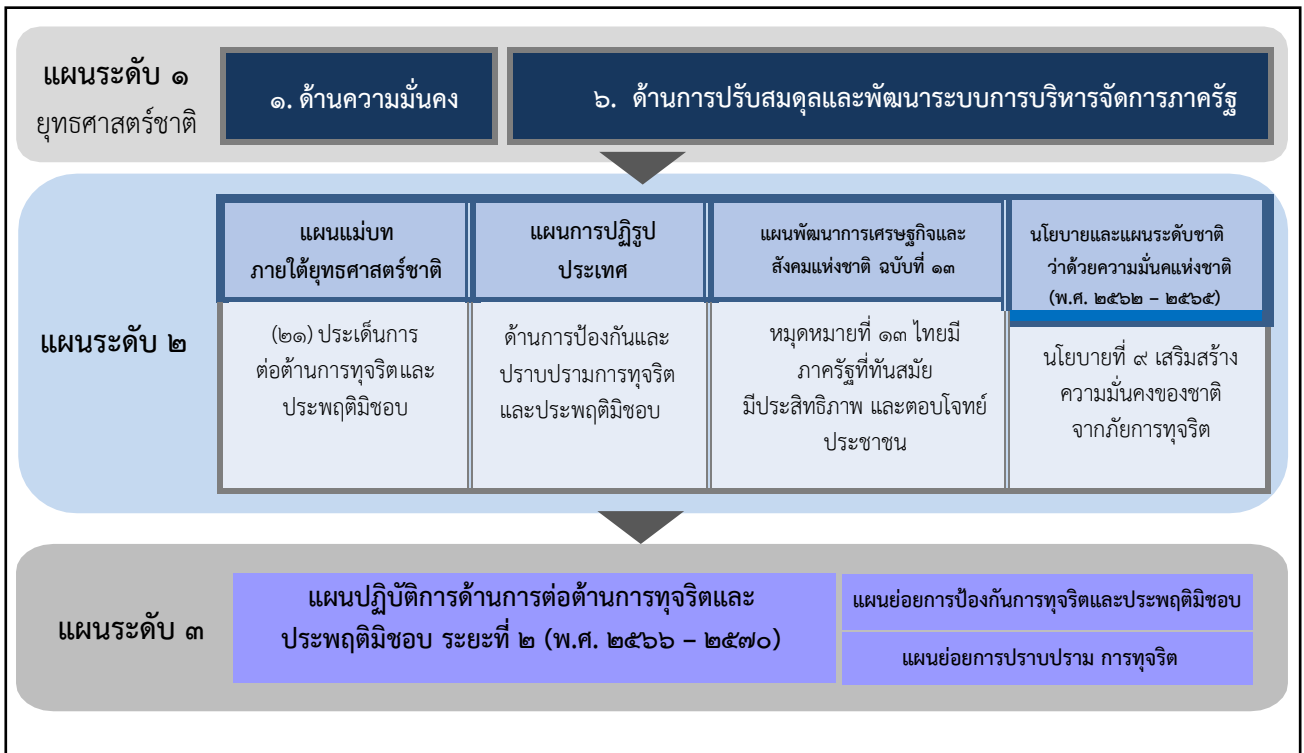 แผนระดับ ๑
ยุทธศาสตร์ชาติ
๑. ด้านความมั่นคง
๖. ด้านการปรับสมดุลและพัฒนาระบบการบริหารจัดการภาครัฐ
แผนระดับ ๒
แผนแม่บท
ภายใต้ยุทธศาสตร์ชาติ
(๒๑) ประเด็นการ
ต่อต้านการทุจริตและ
ประพฤติมิชอบ
แผนการปฏิรูป
ประเทศ
ด้านการป้องกันและ
ปราบปรามการทุจริต
และประพฤติมิชอบ
แผนพัฒนาการเศรษฐกิจและ
สังคมแห่งชาติ ฉบับที่ ๑๓
หมุดหมายที่ ๑๓ ไทยมี
ภาครัฐที่ทันสมัย
มีประสิทธิภาพ และตอบโจทย์
ประชาชน
นโยบายและแผนระดับชาติ
ว่าด้วยความมั่นคแห่งชาติ
(พ.ศ. ๒๕๖๒ – ๒๕๖๕)
นโยบายที่ ๙ เสริมสร้าง
ความมั่นคงของชาติ
จากภัยการทุจริต
แผนระดับ ๓
แผนปฏิบัติการด้านการต่อต้านการทุจริตและ
ประพฤติมิชอบ ระยะที่ ๒ (พ.ศ. ๒๕๖๖ – ๒๕๗๐)
แผนย่อยการป้องกันการทุจริตและประพฤติมิชอบ
แผนย่อยการปราบปราม การทุจริต